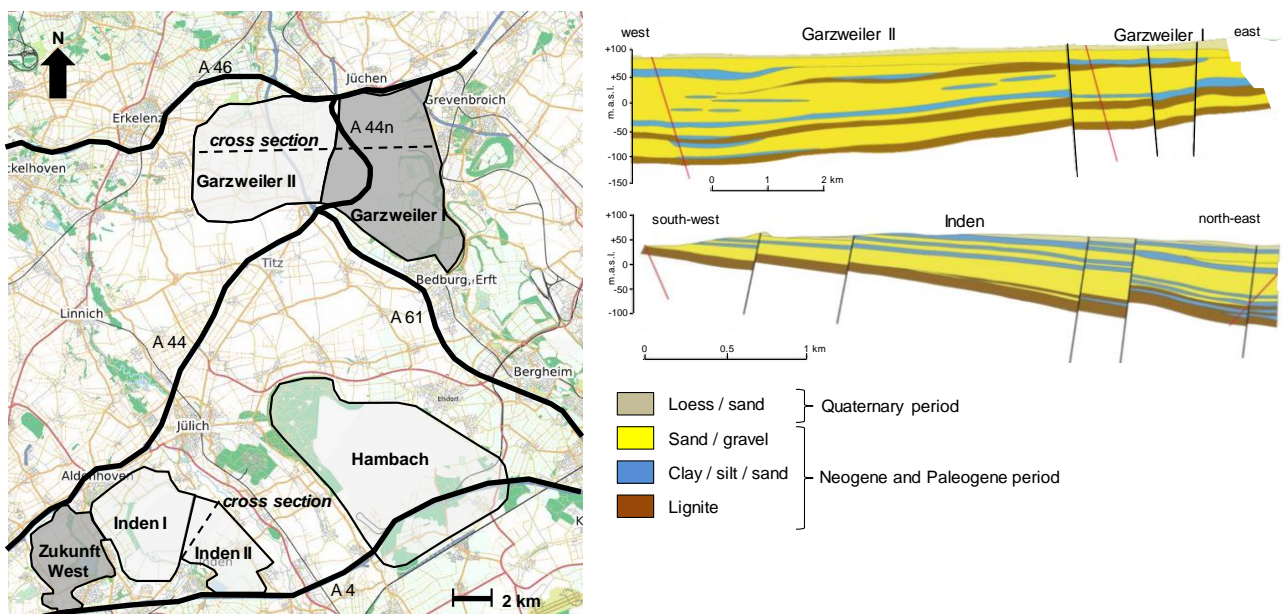 N
A 46
Jüchen
Grevenbroich
Erkelenz
A 44n
cross section
ckelhoven
Garzweiler II
Garzweiler I
Titz
Bedburg, Erft
Linnich
A 61
A 44
Bergheim
Elsdorf
Jülich
Hambach
Aldenhoven
cross section
Inden I
K
Zukunft
West
Inden II
Inden
A 4
2 km
west
Garzweiler II
Garzweiler I
east
+100
+50
0
-50
-100
-150
m.a.s.l.
0 1 2 km
south-west
Inden
north-east
+100
+50
0
-50
-100
m.a.s.l.
0 0.5 1 km
Loess / sand
Quaternary period
Sand / gravel
Clay / silt / sand
Neogene and Paleogene period
Lignite